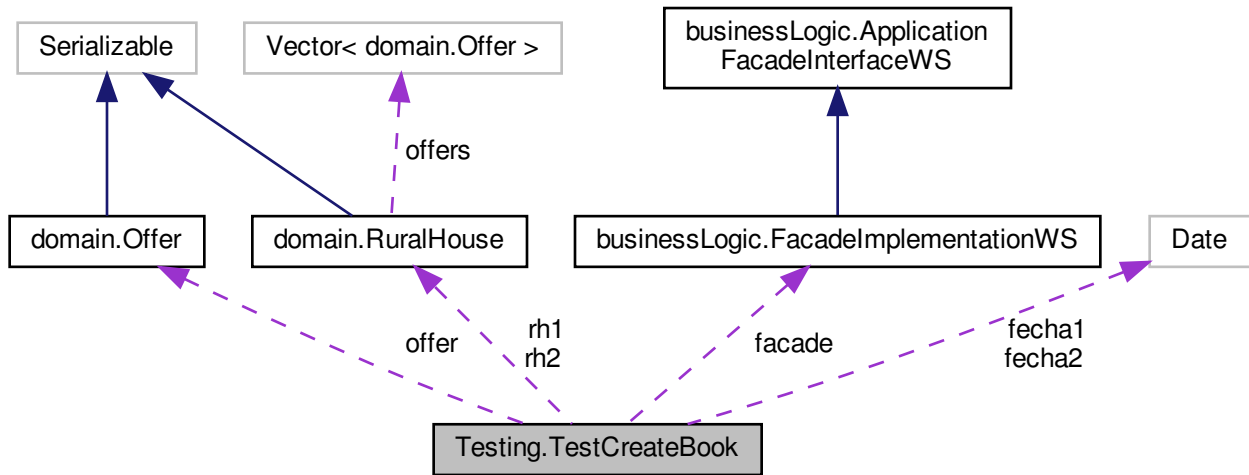 Serializable
Vector< domain.Offer >
businessLogic.Application
FacadeInterfaceWS
offers
domain.Offer
domain.RuralHouse
businessLogic.FacadeImplementationWS
Date
offer
rh1
rh2
facade
fecha1
fecha2
Testing.TestCreateBook